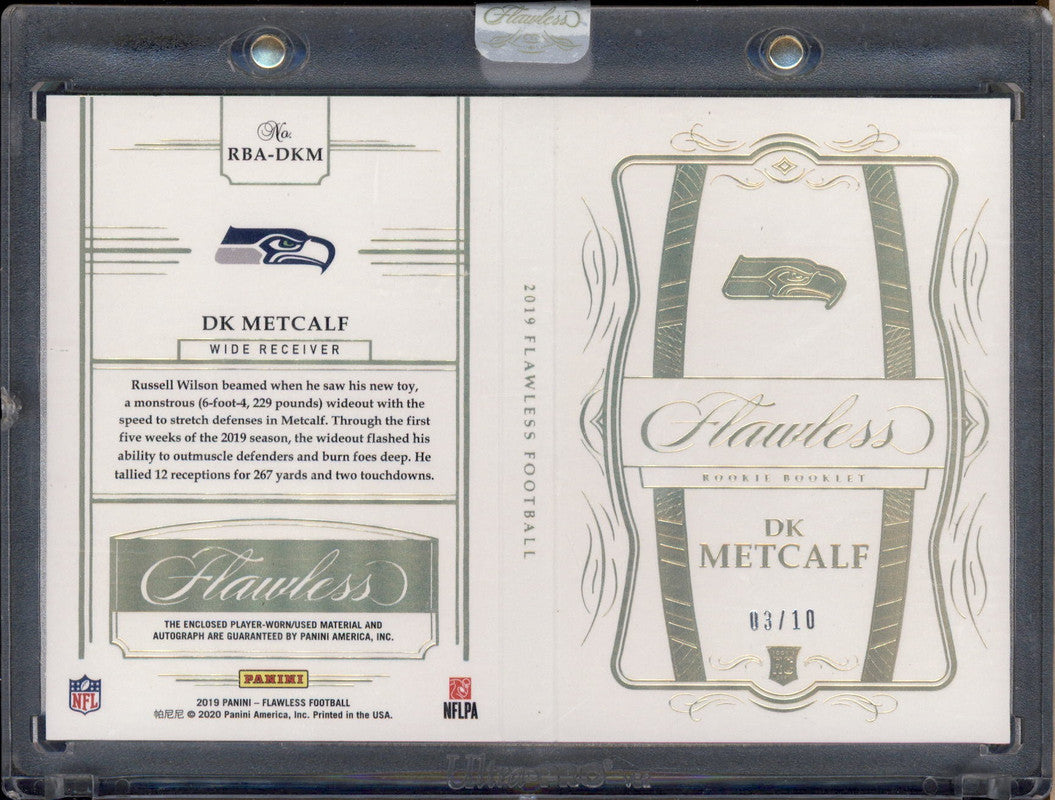 Flawless
No.
RBA-DKM
DK METCALF
WIDE RECEIVER
Russell Wilson beamed when he saw his new toy,
a monstrous (6-foot-4, 229 pounds) wideout with the
speed to stretch defenses in Metcalf. Through the first
five weeks of the 2019 season, the wideout flashed his
ability to outmuscle defenders and burn foes deep. He
tallied 12 receptions for 267 yards and two touchdowns.
Flawless
THE ENCLOSED PLAYER-WORN/USED MATERIAL AND
AUTOGRAPH ARE GUARANTEED BY PANINI AMERICA, INC.
NFL
PANINI
2019 PANINI – FLAWLESS FOOTBALL
帕尼尼 © 2020 Panini America, Inc. Printed in the USA.
NFLPA
2019 FLAWLESS FOOTBALL
Flawless
ROOKIE BOOKLET
DK
METCALF
03/10
RC
Ultra PRO